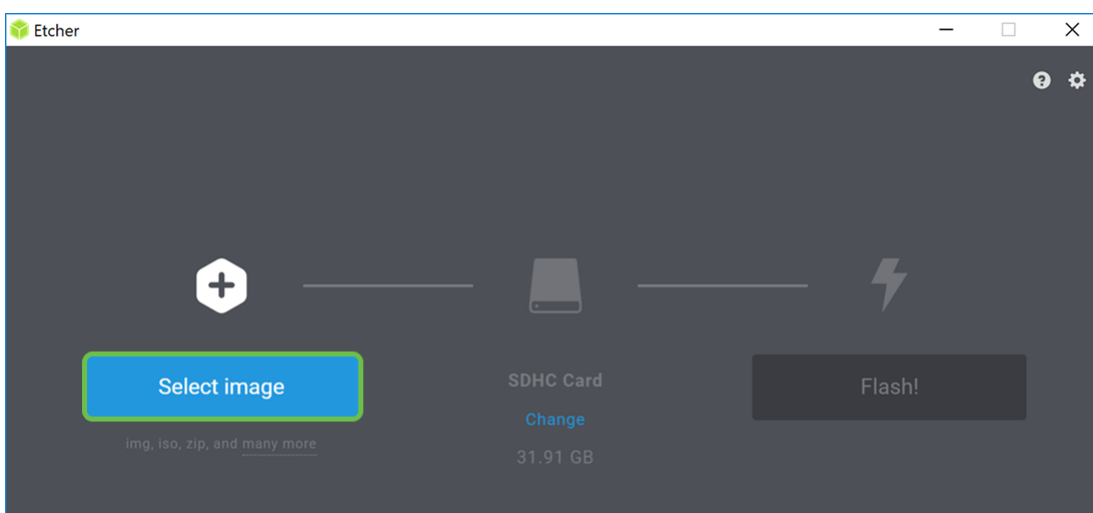 Etcher
Select image
img, iso, zip, and many more
SDHC Card
Change
31.91 GB
Flash!